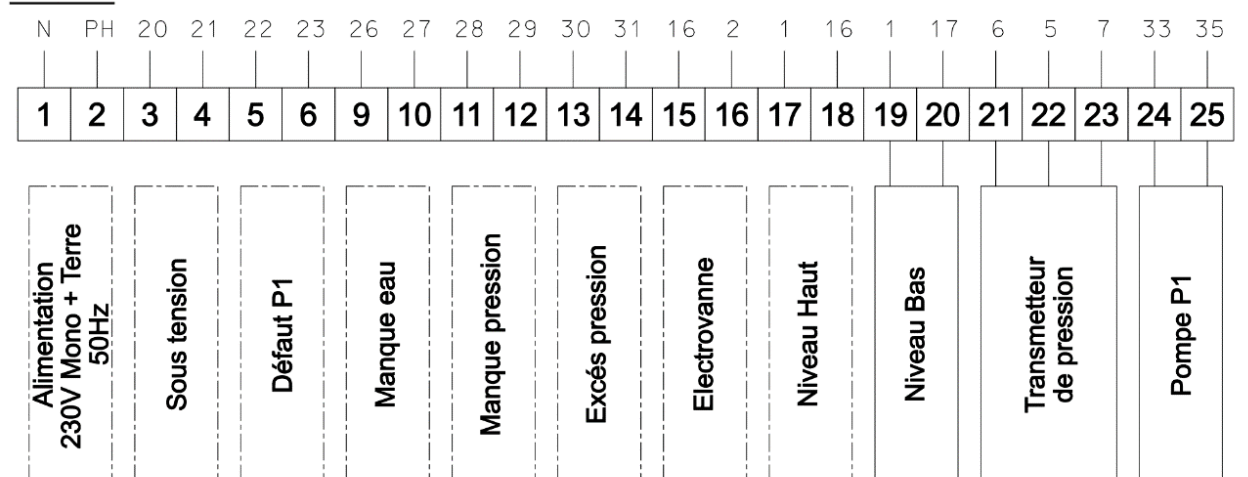 N PH 20 21 22 23 26 27 28 29 30 31 16 2 1 16 1 17 6 5 7 33 35
1 2 3 4 5 6 9 10 11 12 13 14 15 16 17 18 19 20 21 22 23 24 25
Alimentation
230V Mono + Terre
50Hz
Sous tension
Défaut P1
Manque eau
Manque pression
Excés pression
Electrovanne
Niveau Haut
Niveau Bas
Transmetteur
de pression
Pompe P1